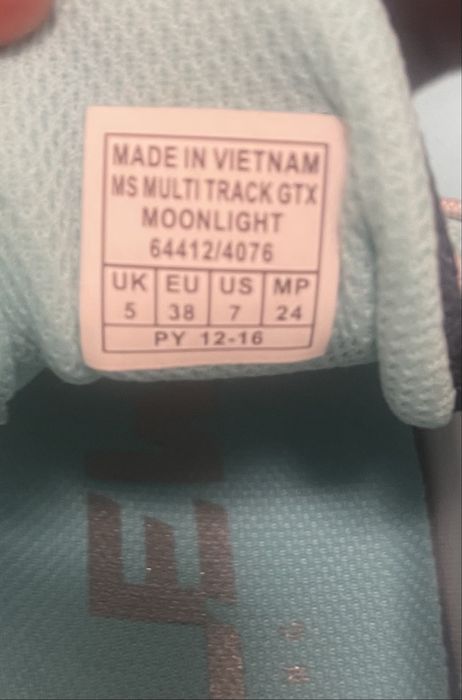 MADE IN VIETNAM
MS MULTI TRACK GTX
MOONLIGHT
64412/4076
UK EU US MP
5 38 7 24
PY 12-16